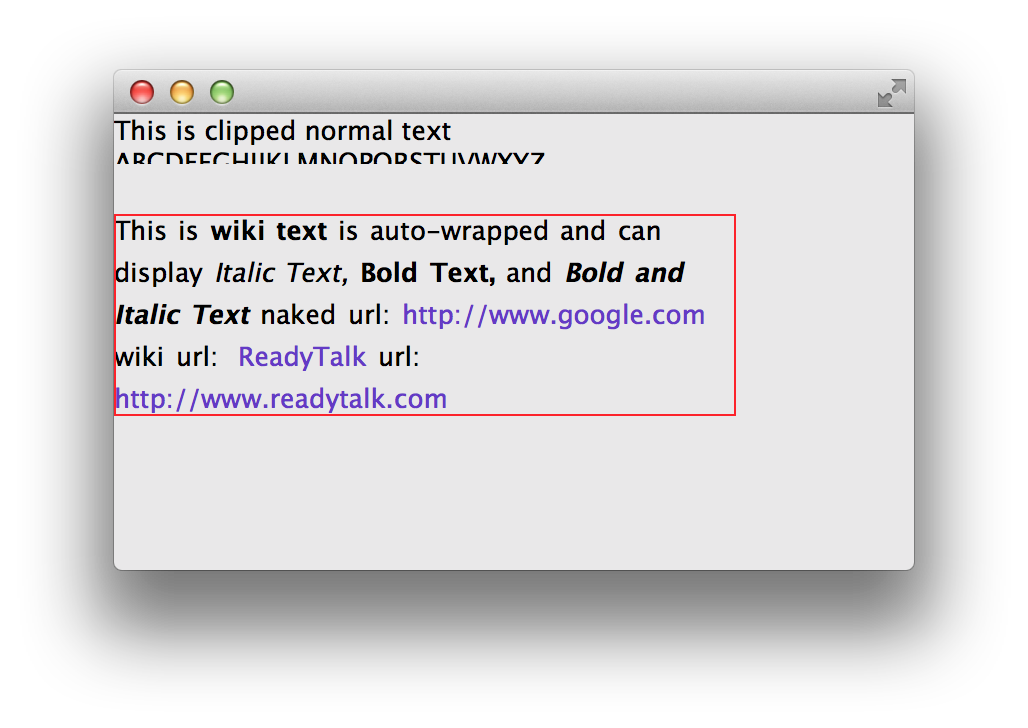 This is clipped normal text
ABCDEFGHIJKLMNOPQRSTUVWXYZ
This is wiki text is auto-wrapped and can
display Italic Text, Bold Text, and Bold and
Italic Text naked url: http://www.google.com
wiki url: ReadyTalk url:
http://www.readytalk.com